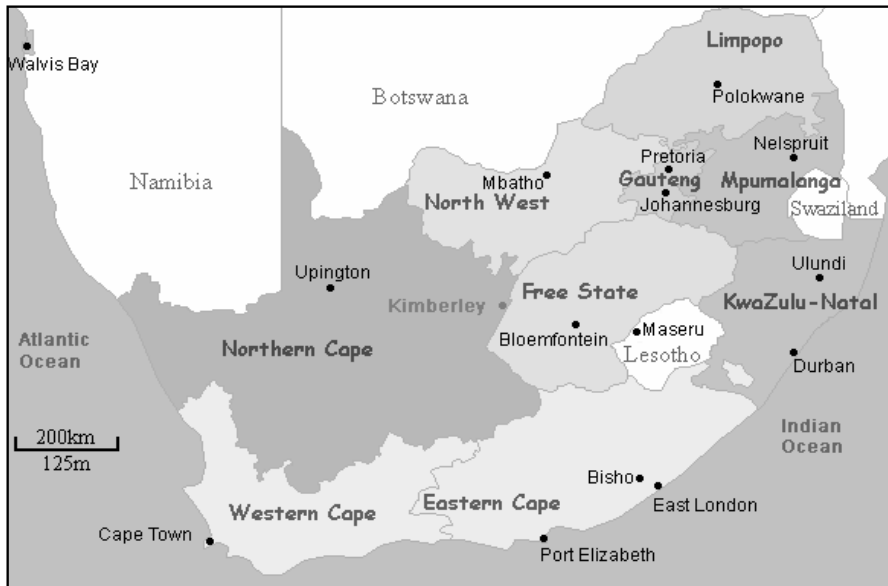 Limpopo
Walvis Bay
Polokwane
Botswana
Nelspruit
Pretoria
Namibia
Mbatho
Gauteng
Mpumalanga
North West
Johannesburg
Swaziland
Upington
Ulundi
Kimberley
Free State
KwaZulu-Natal
Atlantic
Ocean
Northern Cape
Bloemfontein
Maseru
Lesotho
Durban
Indian
Ocean
200km
125m
Bisho
Western Cape
Eastern Cape
East London
Cape Town
Port Elizabeth